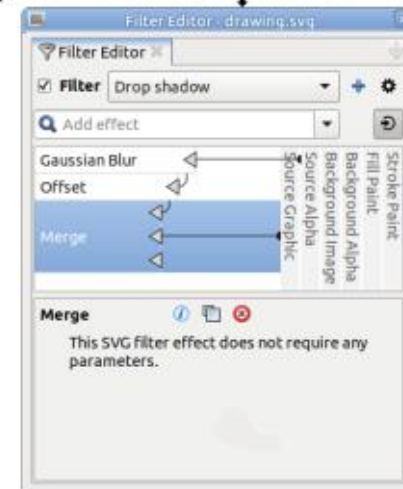 Filter Editor - drawing.svg
Filter Editor
Filter Drop shadow
Add effect
Gaussian Blur
Offset
Merge
Source Graphic
Source Alpha
Background Image
Background Alpha
Fill Paint
Stroke Paint
Merge
This SVG filter effect does not require any
parameters.